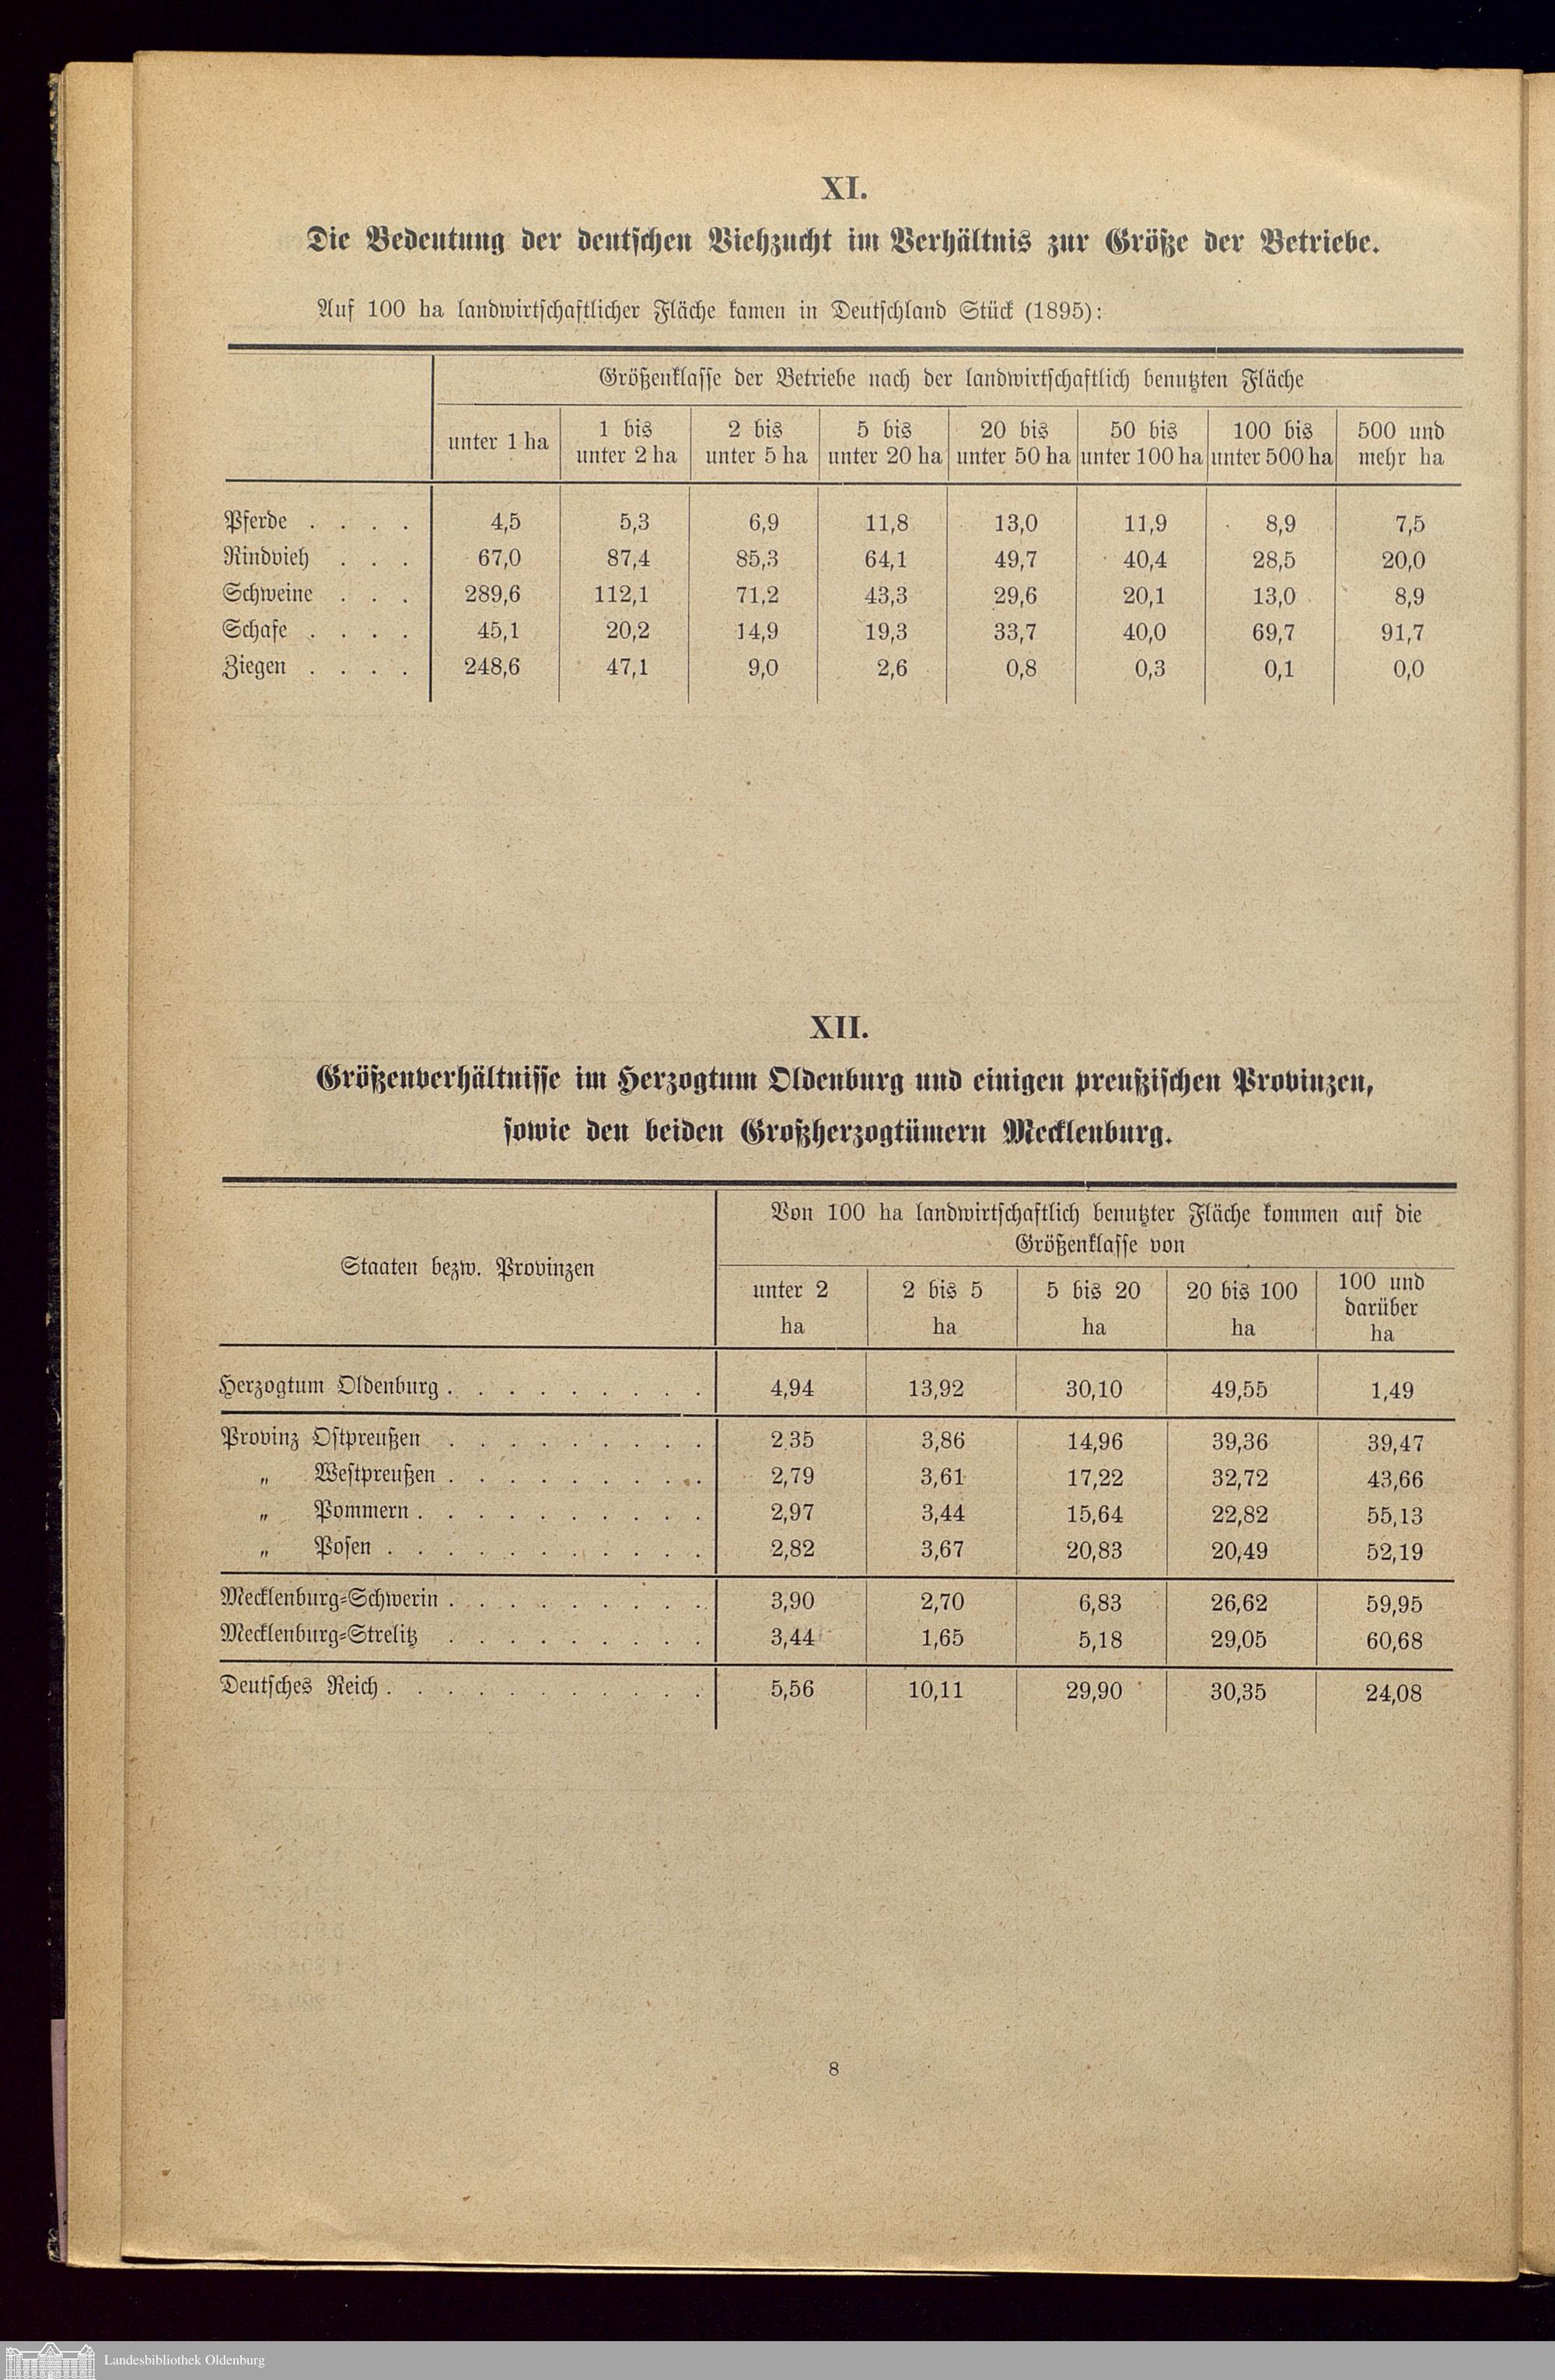 XI.
Die Bedeutung der deutschen Viehzucht im Verhältnis zur Größe der Betriebe.
Auf 100 ha landwirtschaftlicher Fläche kamen in Deutschland Stück (1895):
Größenklasse der Betriebe nach der landwirtschaftlich benutzten Fläche
unter 1 ha | 1 bis unter 2 ha | 2 bis unter 5 ha | 5 bis unter 20 ha | 20 bis unter 50 ha | 50 bis unter 100 ha | 100 bis unter 500 ha | 500 und mehr ha
Pferde . . . . 4,5 5,3 6,9 11,8 13,0 11,9 8,9 7,5
Rindvieh . . . 67,0 87,4 85,3 64,1 49,7 40,4 28,5 20,0
Schweine . . . 289,6 112,1 71,2 43,3 29,6 20,1 13,0 8,9
Schafe . . . . 45,1 20,2 14,9 19,3 33,7 40,0 69,7 91,7
Ziegen . . . . 248,6 47,1 9,0 2,6 0,8 0,3 0,1 0,0
XII.
Größenverhältnisse im Herzogtum Oldenburg und einigen preußischen Provinzen,
sowie den beiden Großherzogtümern Mecklenburg.
Staaten bezw. Provinzen
Von 100 ha landwirtschaftlich benutzter Fläche kommen auf die
Größenklasse von
unter 2 ha | 2 bis 5 ha | 5 bis 20 ha | 20 bis 100 ha | 100 und darüber ha
Herzogtum Oldenburg . . . . . . . . . 4,94 13,92 30,10 49,55 1,49
Provinz Ostpreußen . . . . . . . . . 2,35 3,86 14,96 39,36 39,47
„ Westpreußen . . . . . . . . . 2,79 3,61 17,22 32,72 43,66
„ Pommern . . . . . . . . . . 2,97 3,44 15,64 22,82 55,13
„ Posen . . . . . . . . . . . 2,82 3,67 20,83 20,49 52,19
Mecklenburg-Schwerin . . . . . . . . . 3,90 2,70 6,83 26,62 59,95
Mecklenburg-Strelitz . . . . . . . . . 3,44 1,65 5,18 29,05 60,68
Deutsches Reich . . . . . . . . . . . 5,56 10,11 29,90 30,35 24,08
8
Landesbibliothek Oldenburg